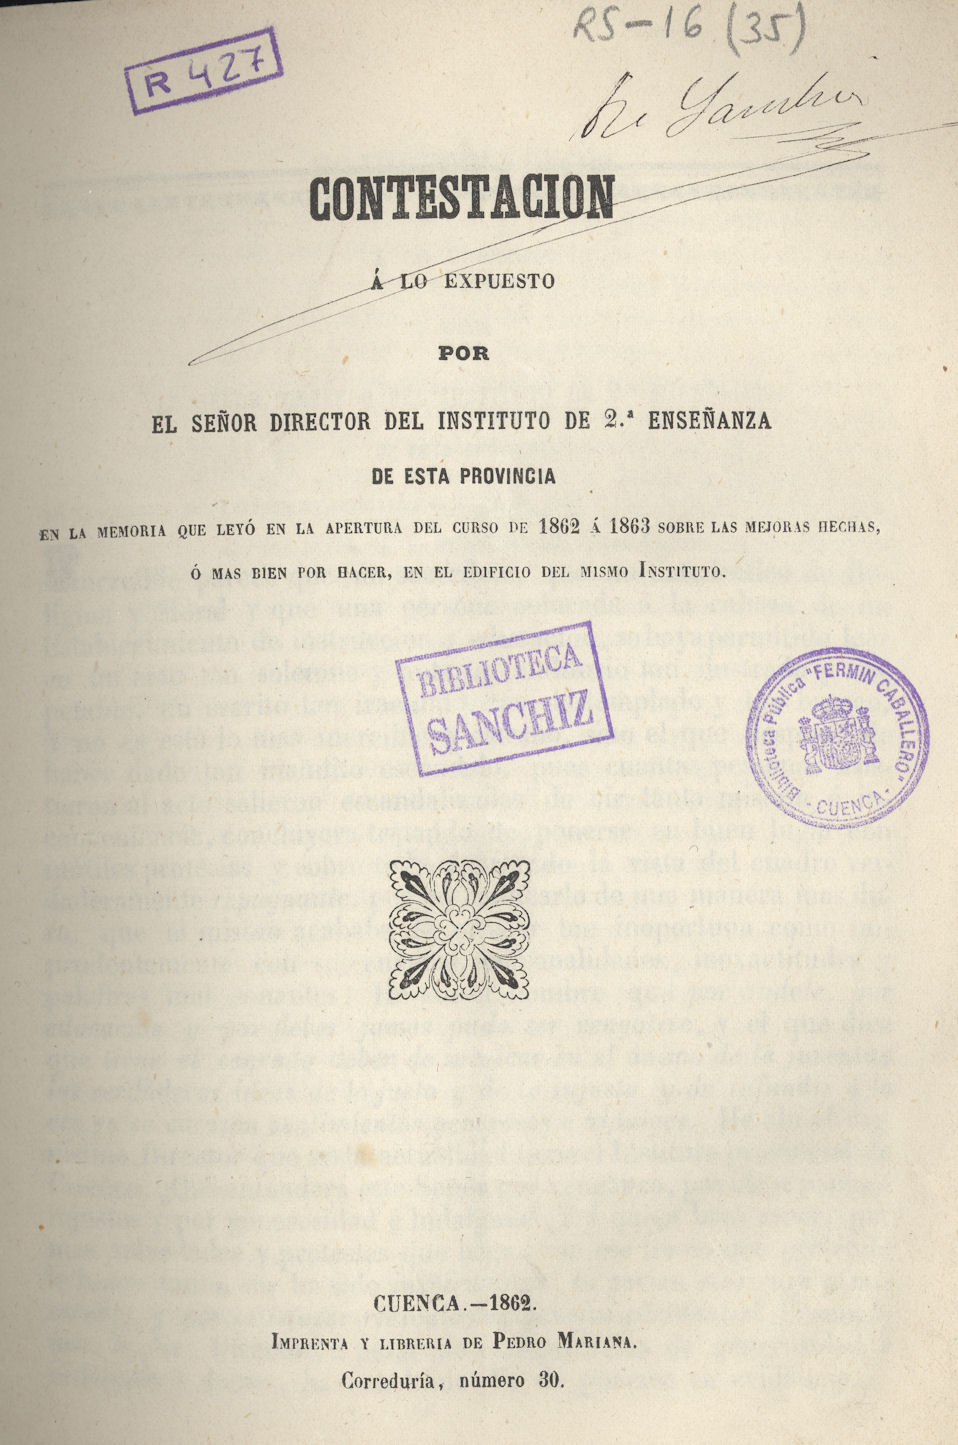 RS-16 (35)
R 427
CONTESTACION
Á LO EXPUESTO
POR
EL SEÑOR DIRECTOR DEL INSTITUTO DE 2.ª ENSEÑANZA
DE ESTA PROVINCIA
EN LA MEMORIA QUE LEYÓ EN LA APERTURA DEL CURSO DE 1862 Á 1863 SOBRE LAS MEJORAS HECHAS,
Ó MAS BIEN POR HACER, EN EL EDIFICIO DEL MISMO INSTITUTO.
BIBLIOTECA
SANCHIZ
Biblioteca Pública "FERMIN CABALLERO"
- CUENCA -
CUENCA.—1862.
IMPRENTA Y LIBRERIA DE PEDRO MARIANA.
Correduría, número 30.